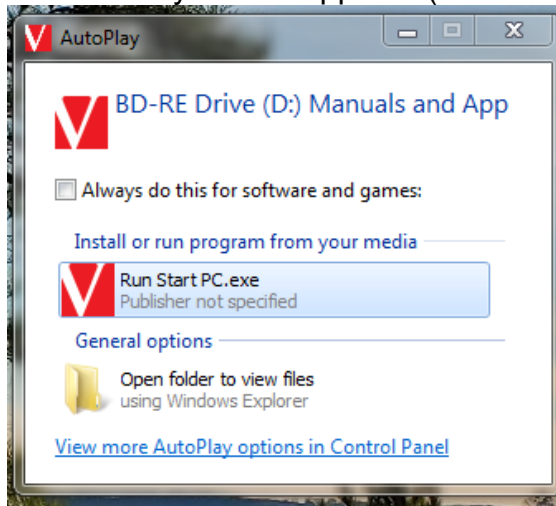 AutoPlay
BD-RE Drive (D:) Manuals and App
Always do this for software and games:
Install or run program from your media
Run Start PC.exe
Publisher not specified
General options
Open folder to view files
using Windows Explorer
View more AutoPlay options in Control Panel